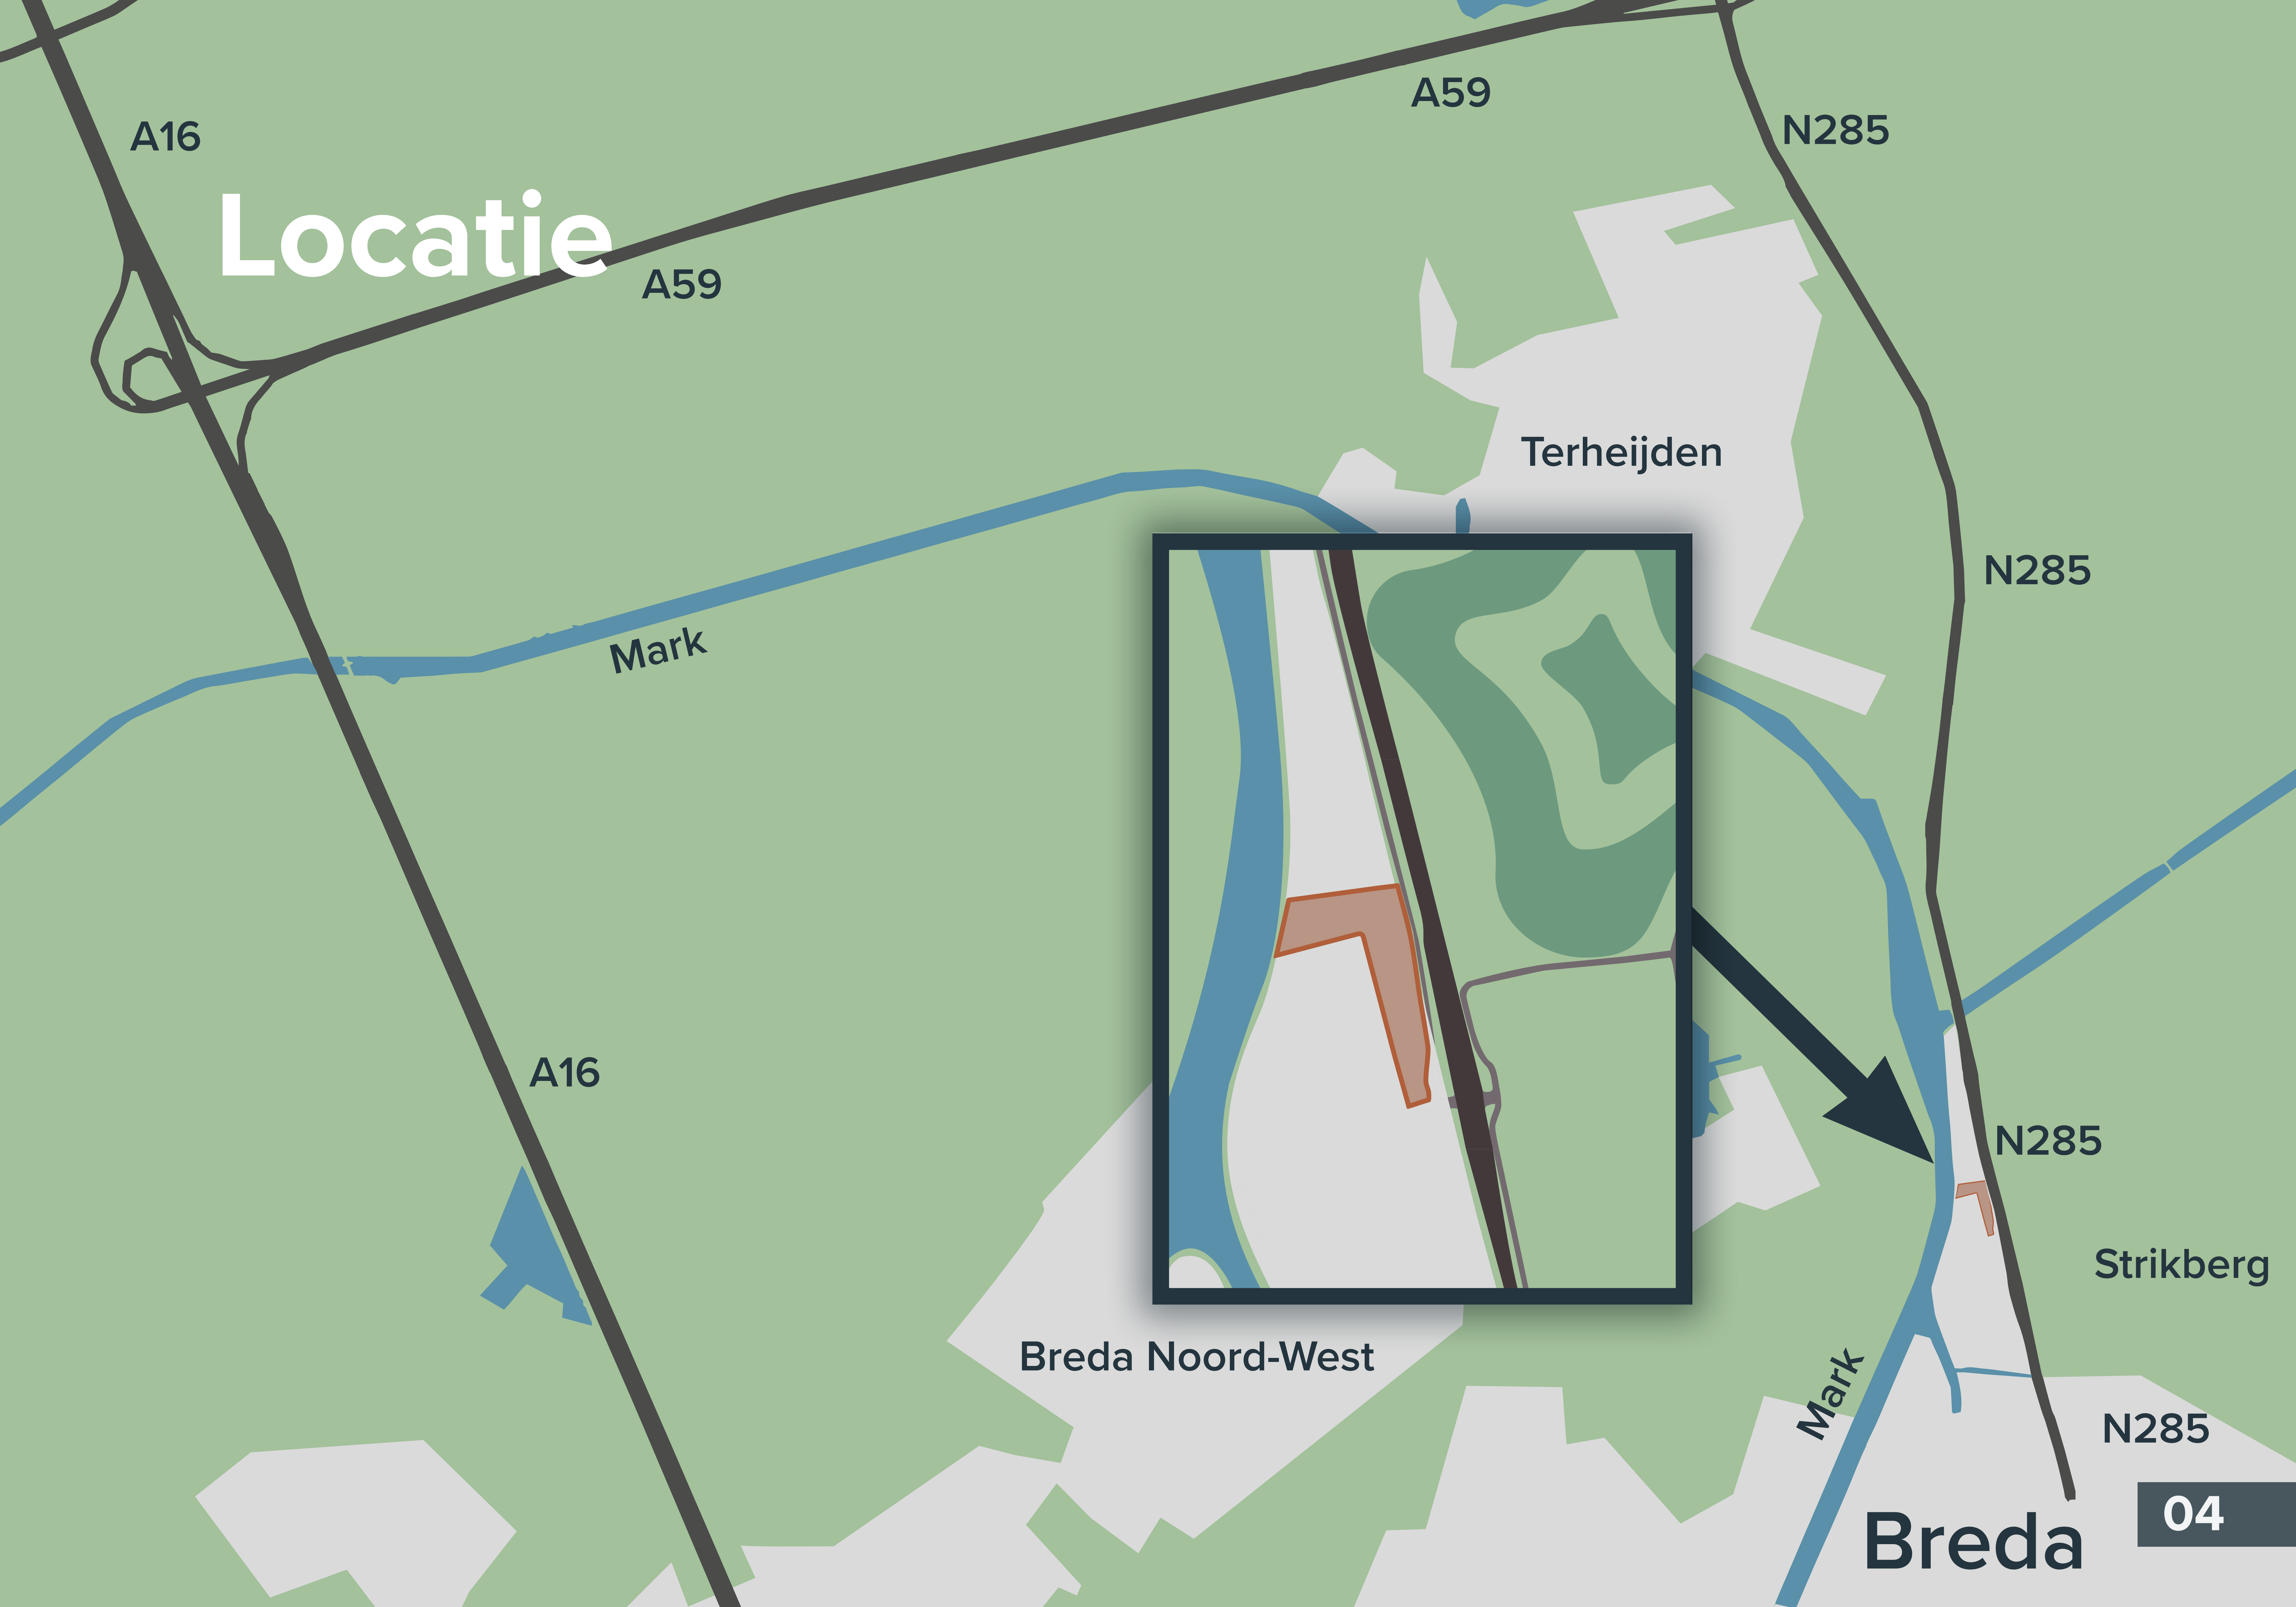 A59
N285
A16
Locatie
A59
Terheijden
N285
Mark
A16
N285
Strikberg
Breda Noord-West
Mark
N285
04
Breda